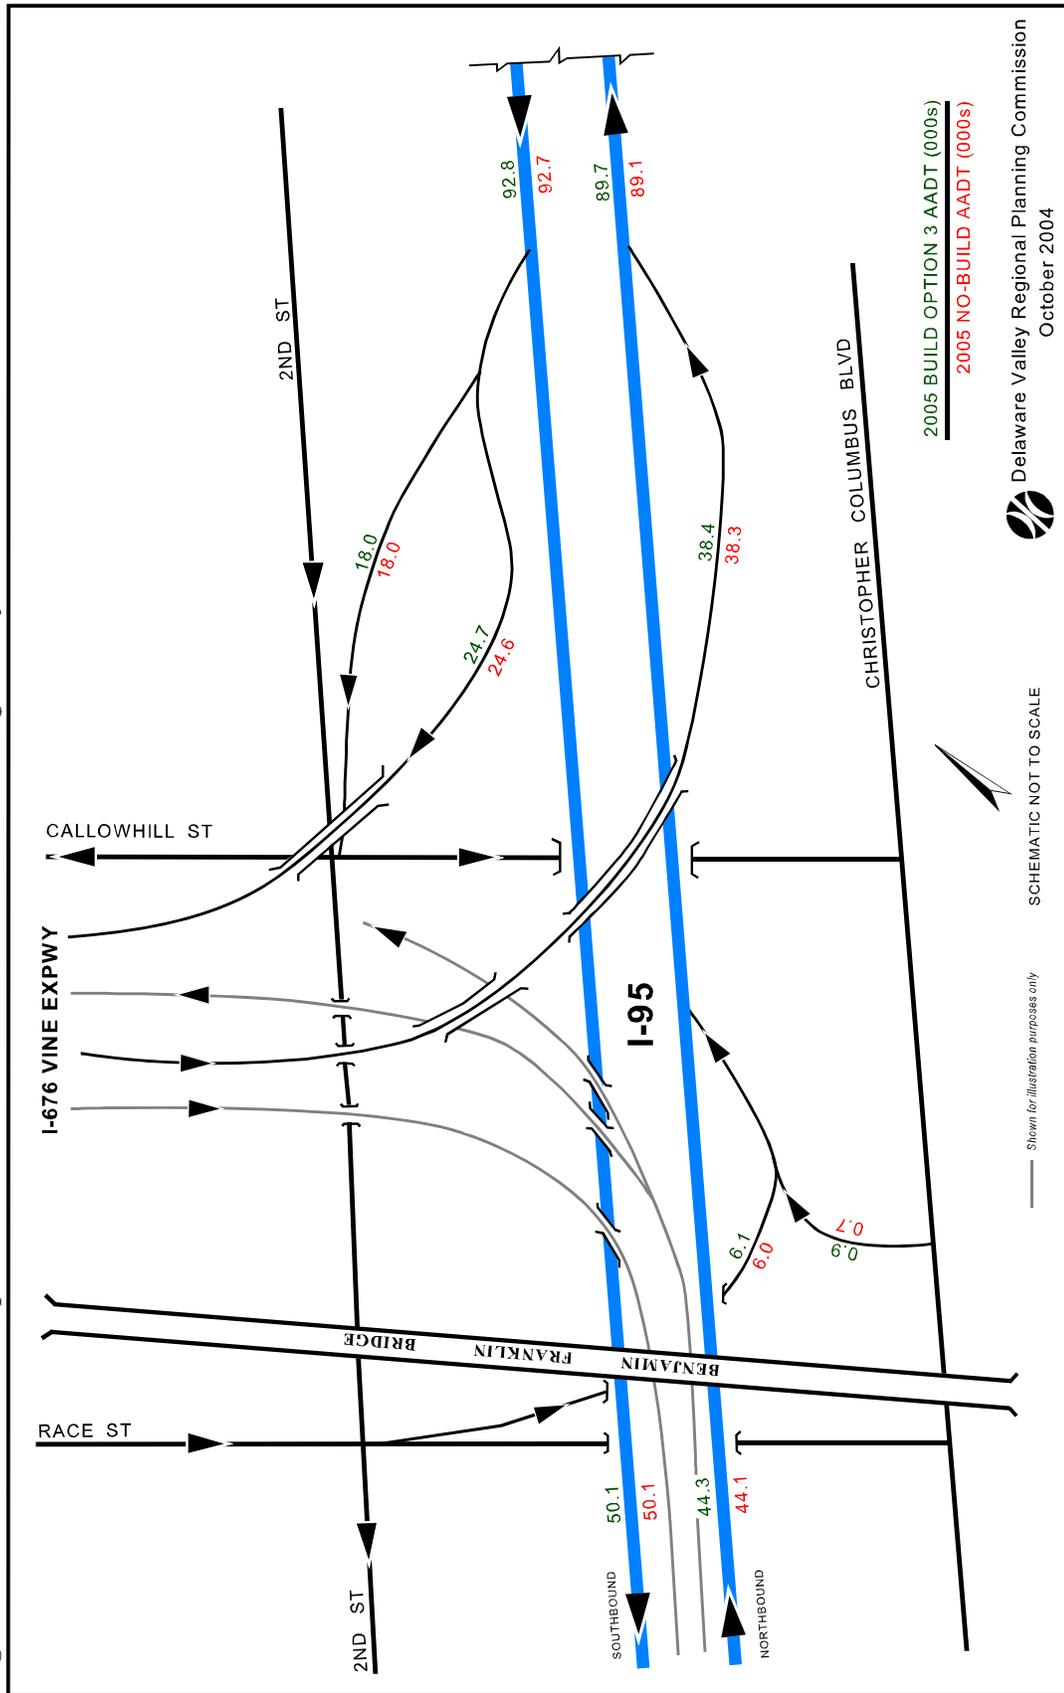 2ND ST
92.8
92.7
89.7
89.1
18.0
18.0
24.7
24.6
38.4
38.3
CHRISTOPHER COLUMBUS BLVD
CALLOWHILL ST
I-676 VINE EXPWY
I-95
6.1
6.0
0.7
0.9
BENJAMIN FRANKLIN BRIDGE
RACE ST
50.1
50.1
44.3
44.1
2ND ST
SOUTHBOUND
NORTHBOUND
2005 BUILD OPTION 3 AADT (000s)
2005 NO-BUILD AADT (000s)
SCHEMATIC NOT TO SCALE
Shown for illustration purposes only
Delaware Valley Regional Planning Commission
October 2004